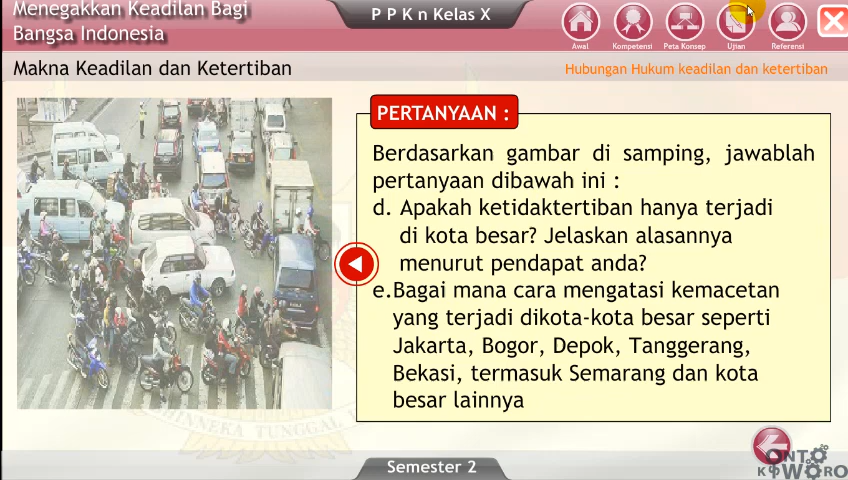 Menegakkan Keadilan Bagi
Bangsa Indonesia
P P K n Kelas X
Awal
Kompetensi
Peta Konsep
Ujian
Referensi
Makna Keadilan dan Ketertiban
Hubungan Hukum keadilan dan ketertiban
PERTANYAAN :
Berdasarkan gambar di samping, jawablah
pertanyaan dibawah ini :
d. Apakah ketidaktertiban hanya terjadi
di kota besar? Jelaskan alasannya
menurut pendapat anda?
e.Bagai mana cara mengatasi kemacetan
yang terjadi dikota-kota besar seperti
Jakarta, Bogor, Depok, Tanggerang,
Bekasi, termasuk Semarang dan kota
besar lainnya
Semester 2
ONTO
KOWORO